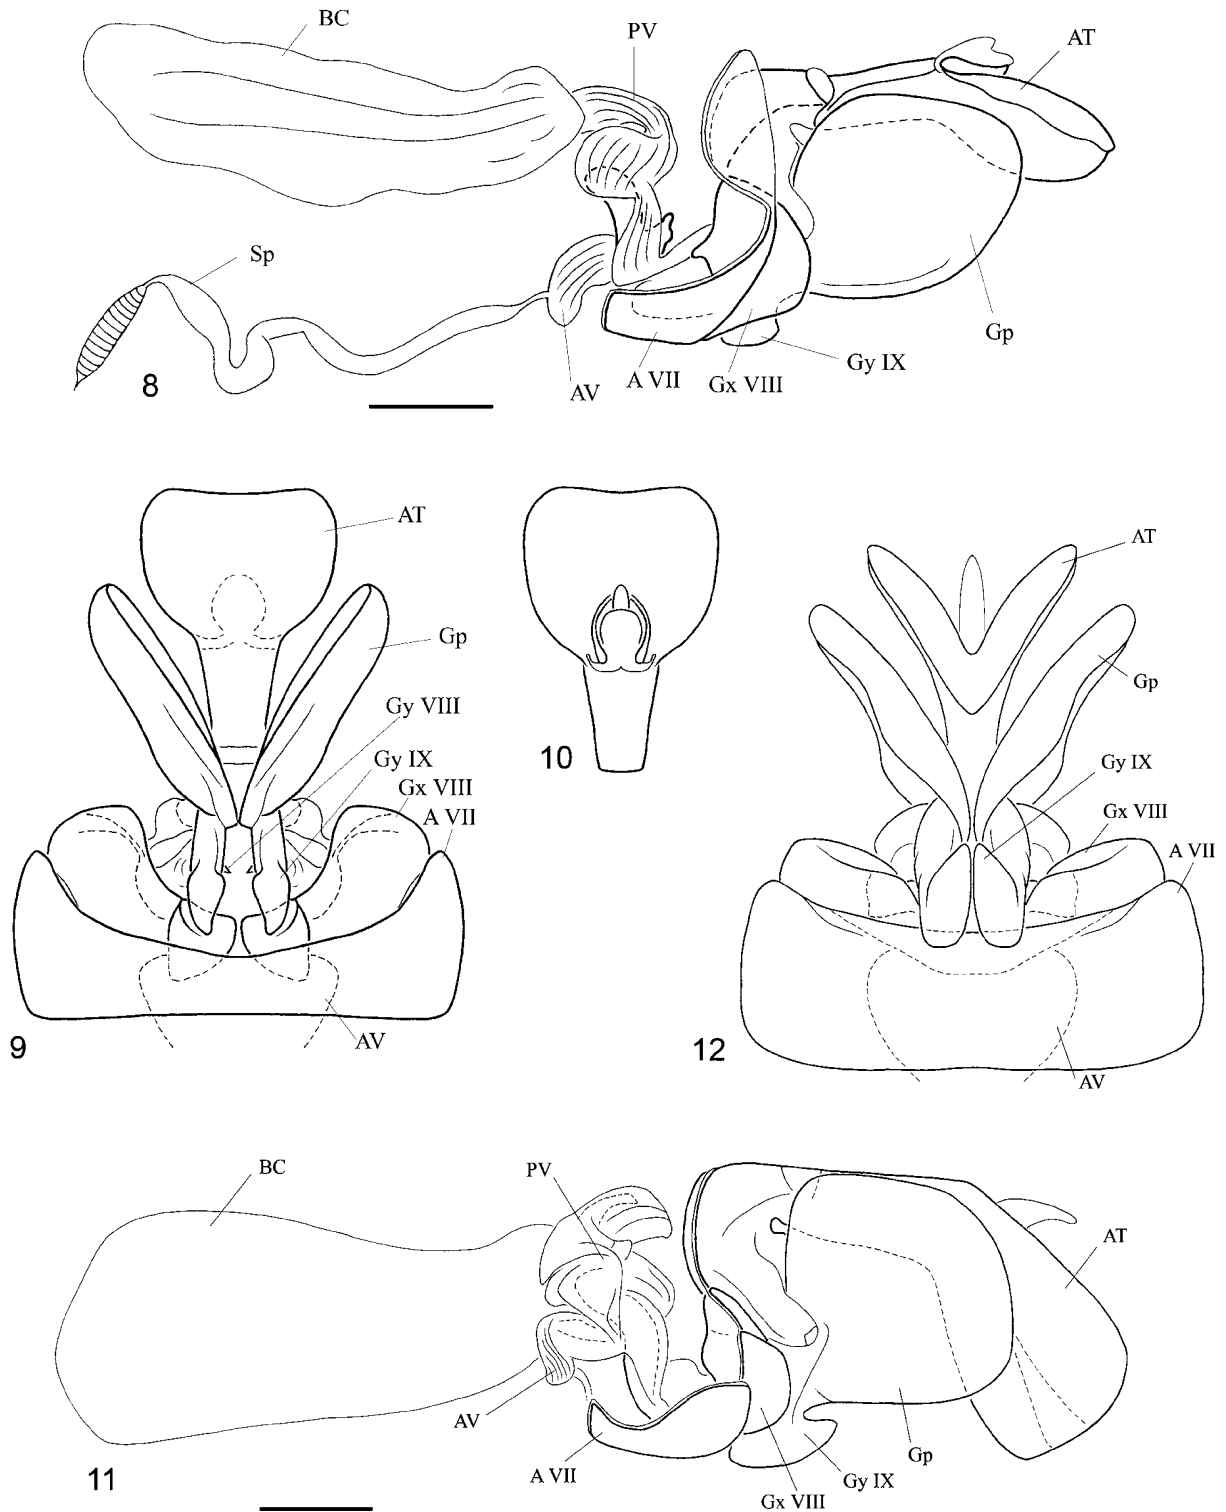 BC
PV
AT
Sp
Gp
Gy IX
8
AV
A VII
Gx VIII
AT
Gp
Gy VIII
Gy IX
Gx VIII
A VII
9
AV
10
AT
Gp
Gy IX
Gx VIII
A VII
12
AV
BC
PV
AT
AV
A VII
Gp
Gy IX
Gx VIII
11